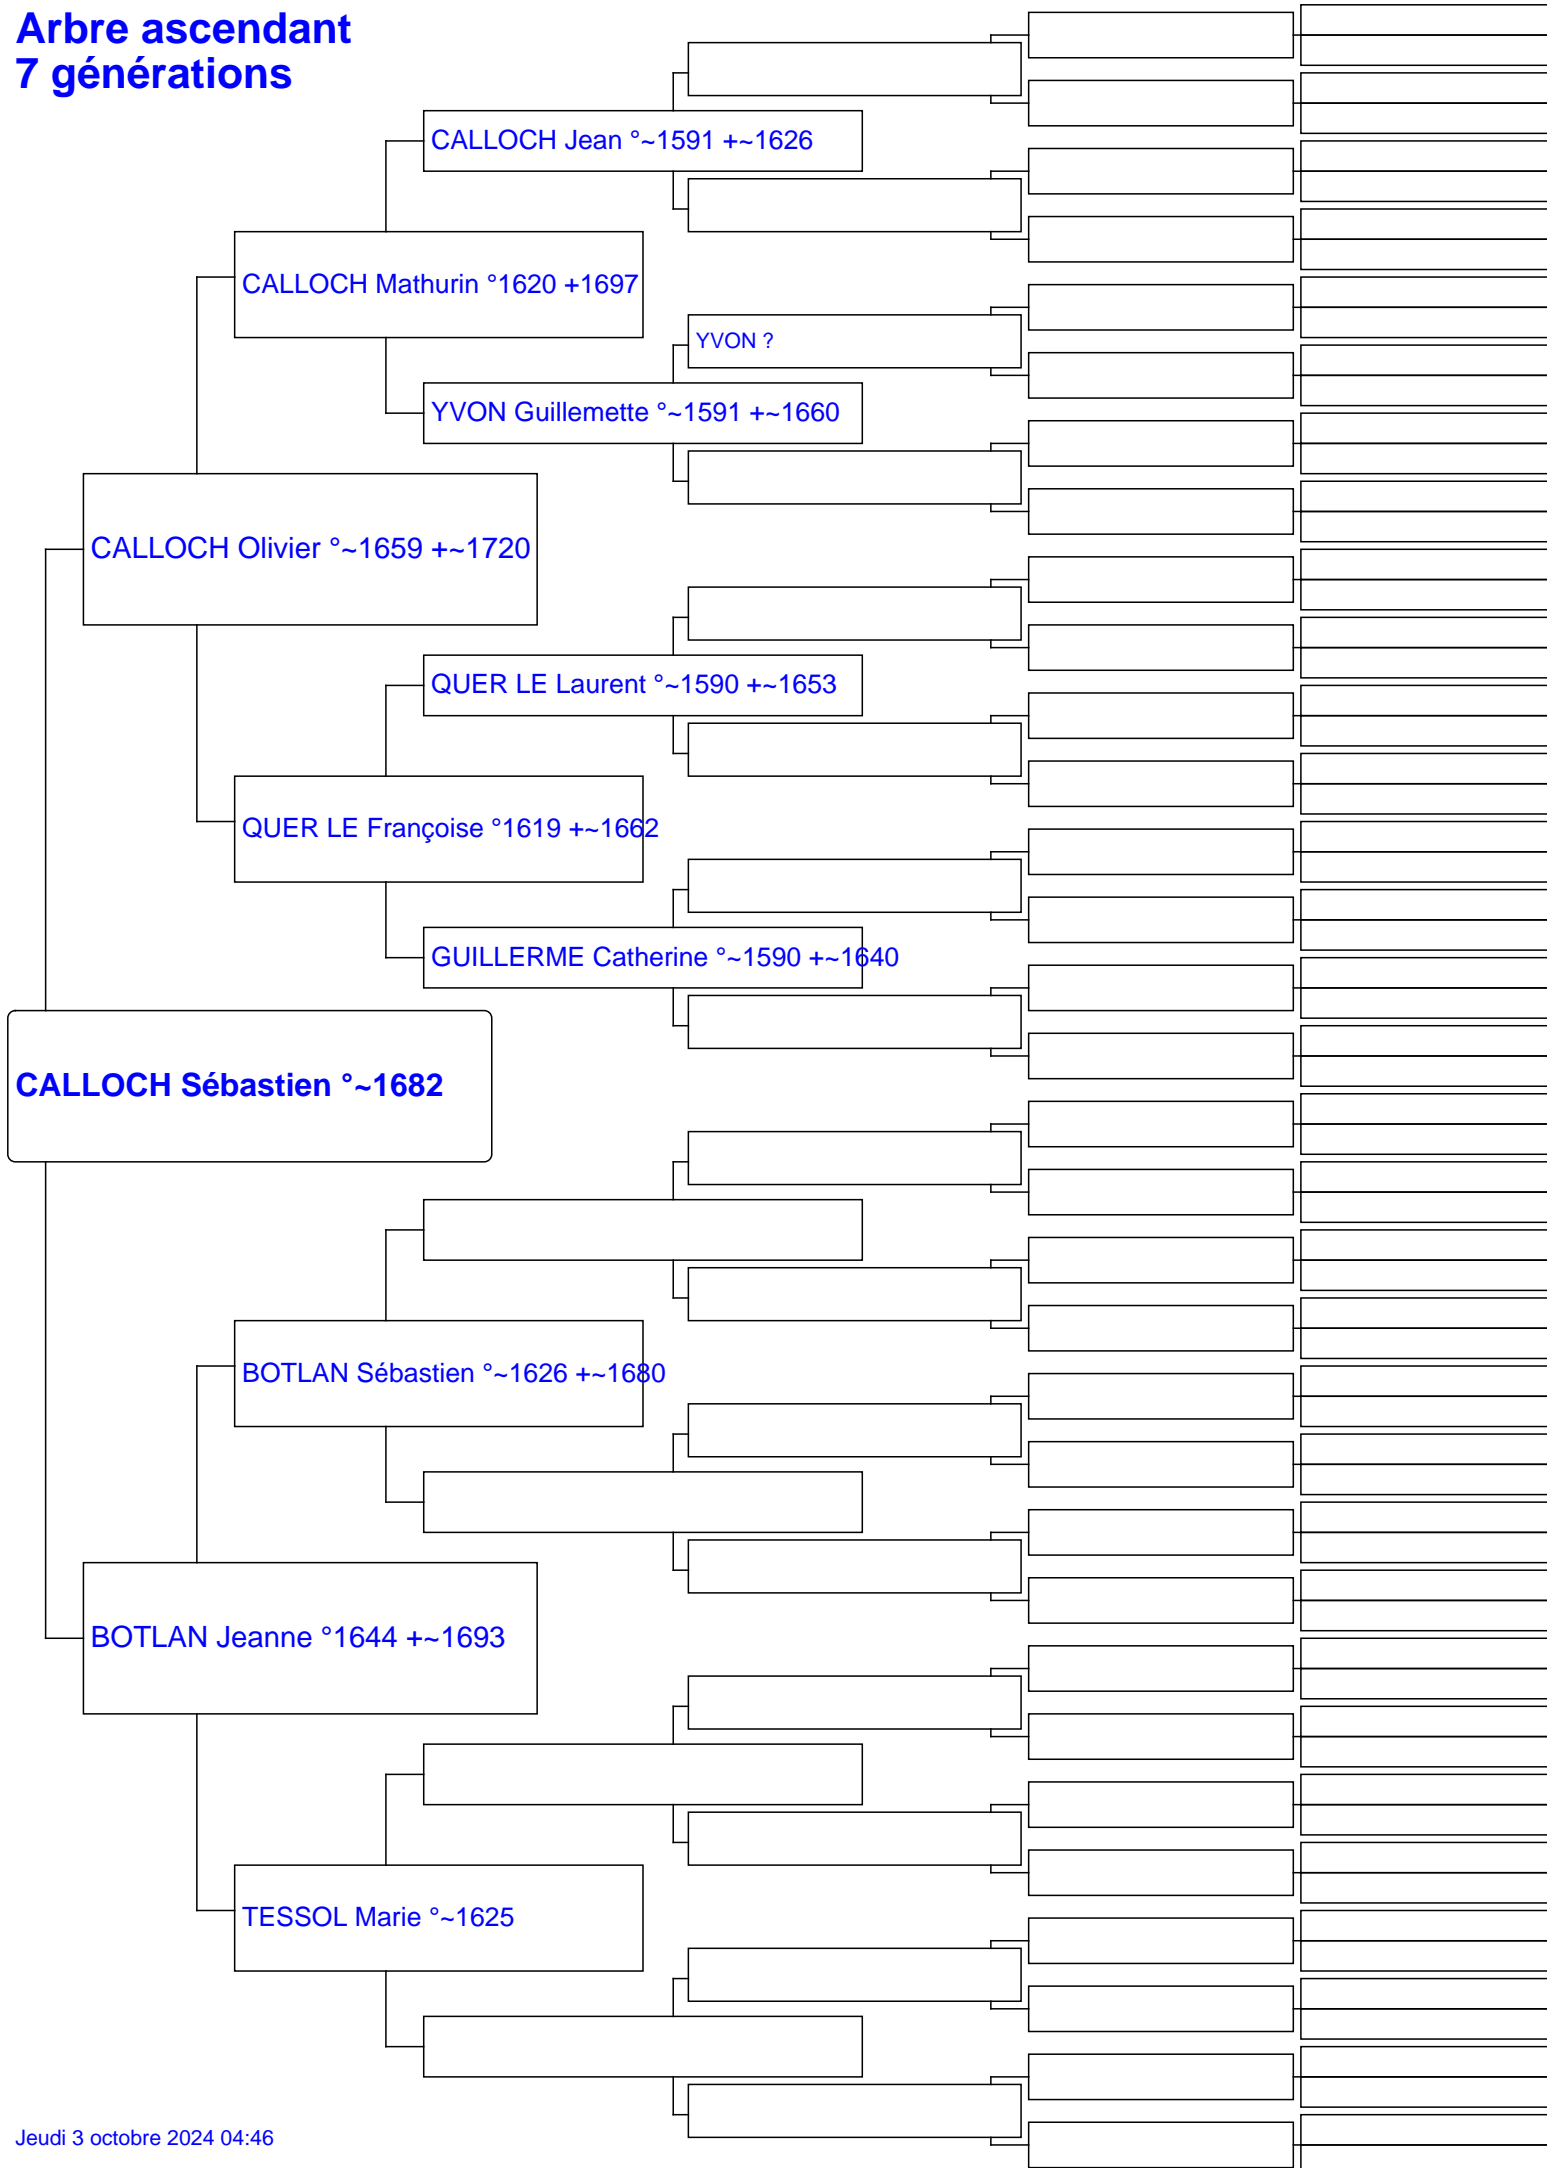 Arbre ascendant
7 générations
CALLOCH Jean °~1591 +~1626
CALLOCH Mathurin °1620 +1697
YVON ?
YVON Guillemette °~1591 +~1660
CALLOCH Olivier °~1659 +~1720
QUER LE Laurent °~1590 +~1653
QUER LE Françoise °1619 +~1662
GUILLERME Catherine °~1590 +~1640
CALLOCH Sébastien °~1682
BOTLAN Sébastien °~1626 +~1680
BOTLAN Jeanne °1644 +~1693
TESSOL Marie °~1625
Jeudi 3 octobre 2024 04:46